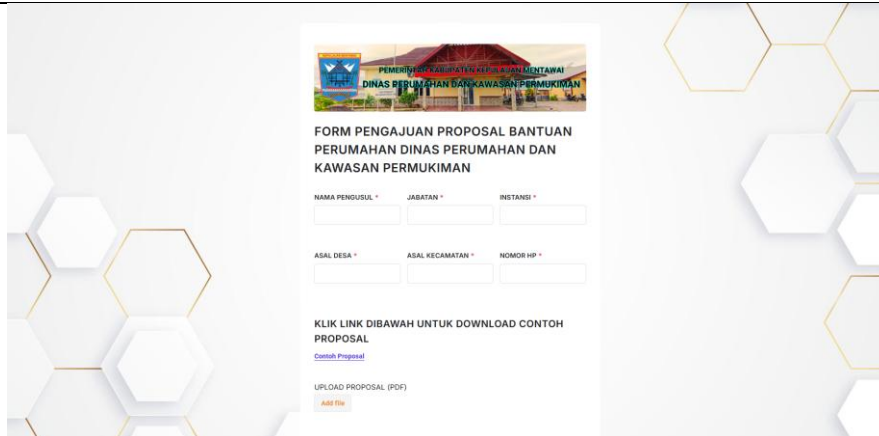 PEMERINTAH KABUPATEN KEPULAUAN MENTAWAI
DINAS PERUMAHAN DAN KAWASAN PERMUKIMAN
FORM PENGAJUAN PROPOSAL BANTUAN
PERUMAHAN DINAS PERUMAHAN DAN
KAWASAN PERMUKIMAN
NAMA PENGUSUL * JABATAN * INSTANSI *
ASAL DESA * ASAL KECAMATAN * NOMOR HP *
KLIK LINK DIBAWAH UNTUK DOWNLOAD CONTOH
PROPOSAL
Contoh Proposal
UPLOAD PROPOSAL (PDF)
Add file